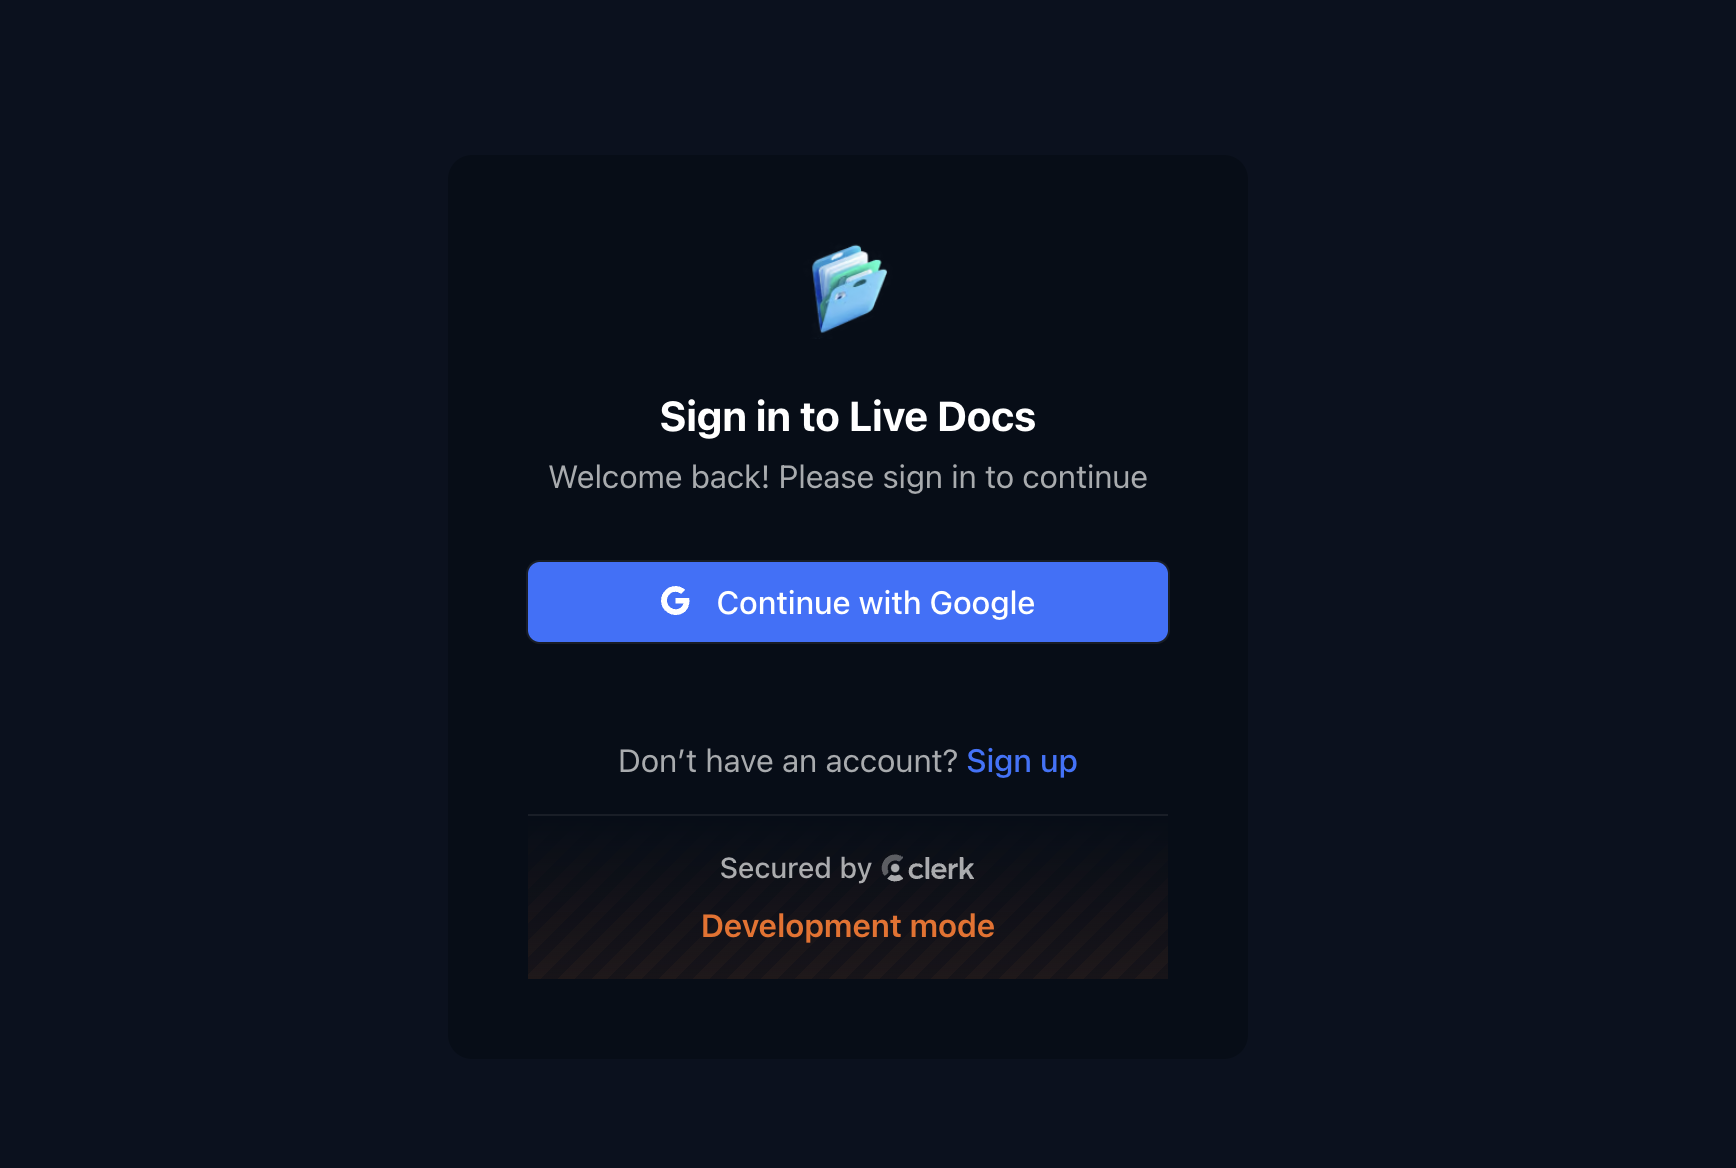 Sign in to Live Docs
Welcome back! Please sign in to continue
Continue with Google
Don’t have an account? Sign up
Secured by clerk
Development mode